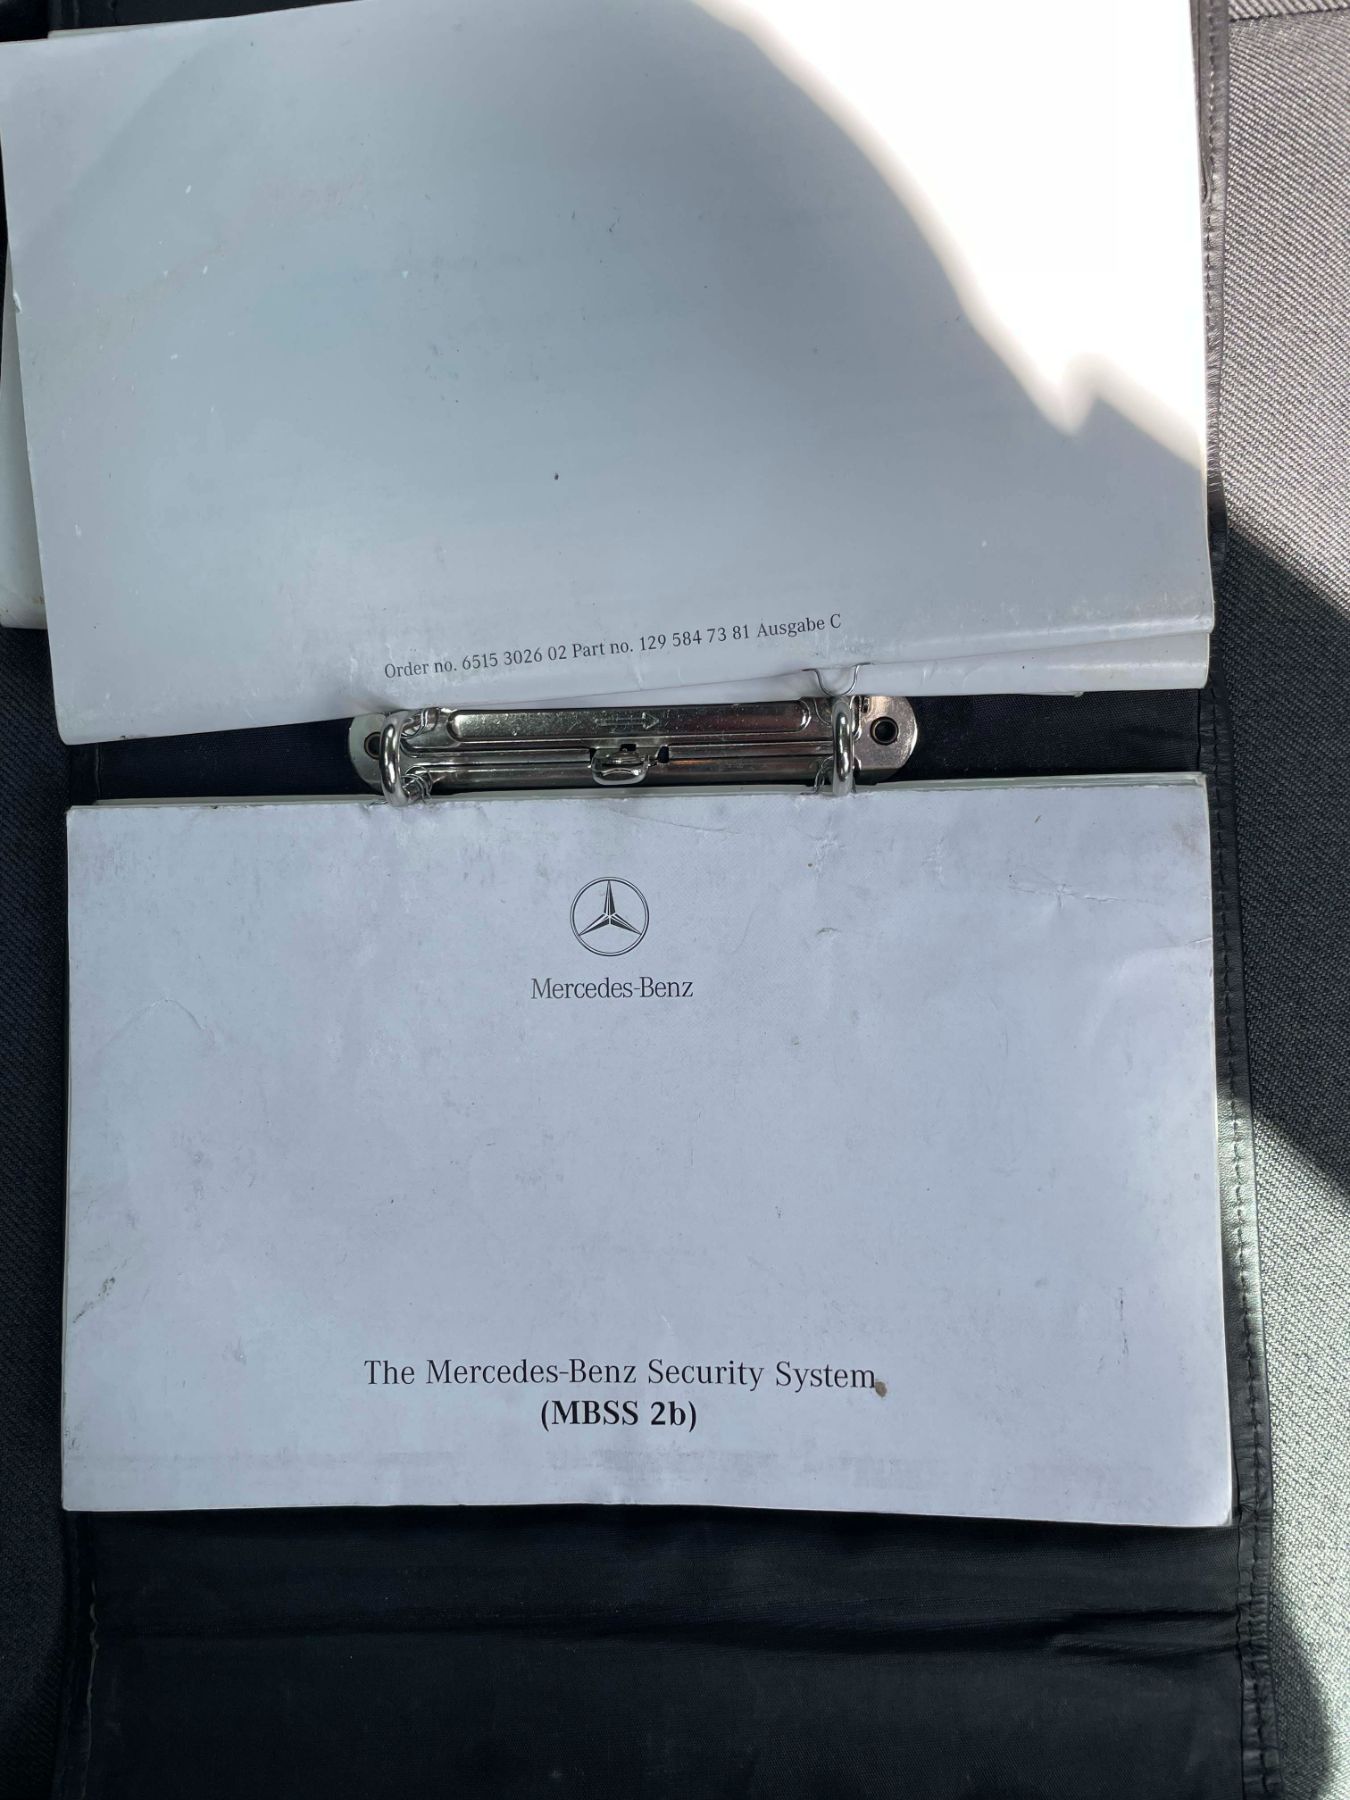 Order no. 6515 3026 02 Part no. 129 584 73 81 Ausgabe C
Mercedes-Benz
The Mercedes-Benz Security System
(MBSS 2b)